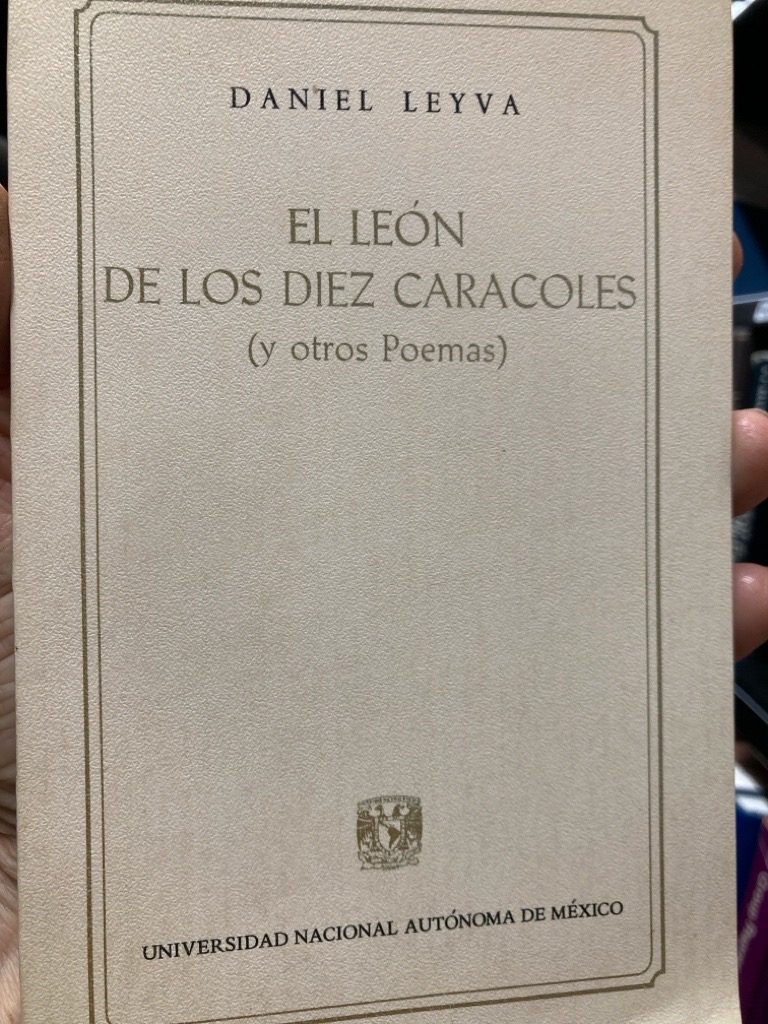 DANIEL LEYVA
EL LEÓN
DE LOS DIEZ CARACOLES
(y otros Poemas)
UNIVERSIDAD NACIONAL AUTÓNOMA DE MÉXICO